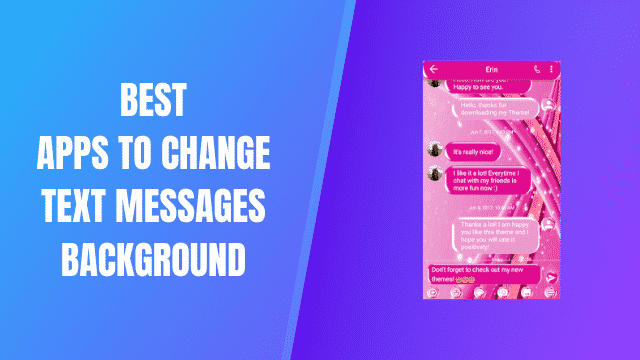 BEST
APPS TO CHANGE
TEXT MESSAGES
BACKGROUND
Erin
Happy to see you.
Hello, thanks for
downloading my Theme!
It's really nice!
I like it a lot! Everytime I
chat with my friends is
more fun now :)
Thanks a lot! I am happy
you like this theme and I
hope you will rate it
positively!
Don't forget to check out my new
themes!